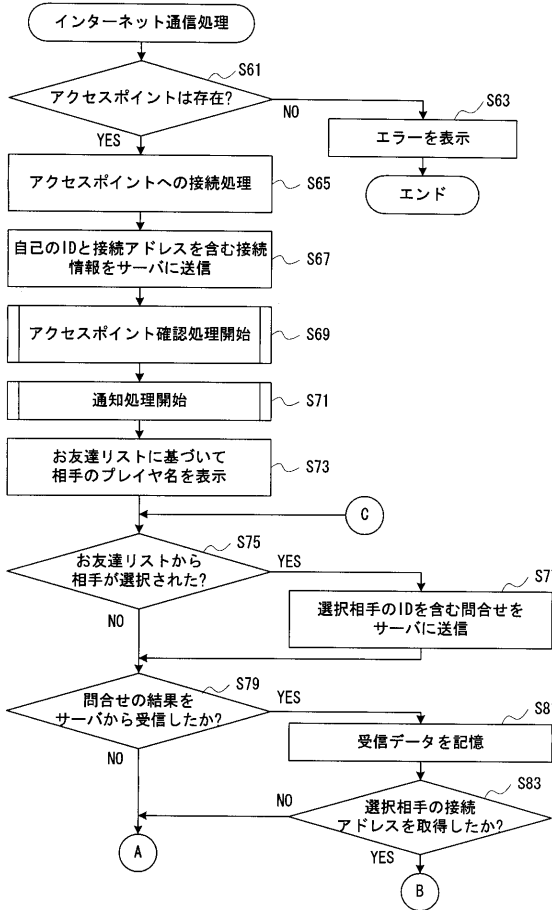 インターネット通信処理
S61
アクセスポイントは存在?
NO
YES
S63
エラーを表示
エンド
アクセスポイントへの接続処理
S65
自己のIDと接続アドレスを含む接続
情報をサーバに送信
S67
アクセスポイント確認処理開始
S69
通知処理開始
S71
お友達リストに基づいて
相手のプレイヤ名を表示
S73
C
S75
お友達リストから
相手が選択された?
YES
NO
S7
選択相手のIDを含む問合せを
サーバに送信
S79
問合せの結果を
サーバから受信したか?
YES
NO
S8
受信データを記憶
S83
選択相手の接続
アドレスを取得したか?
NO
YES
A
B